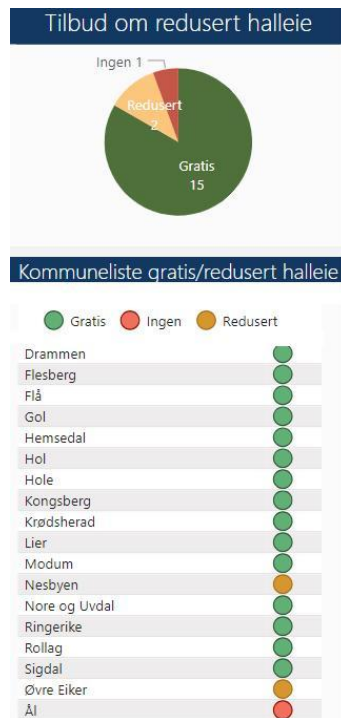 Tilbud om redusert halleie
Ingen 1
Redusert
2
Gratis
15
Kommuneliste gratis/redusert halleie
Gratis Ingen Redusert
Drammen
Flesberg
Flå
Gol
Hemsedal
Hol
Hole
Kongsberg
Krødsherad
Lier
Modum
Nesbyen
Nore og Uvdal
Ringerike
Rollag
Sigdal
Øvre Eiker
Ål